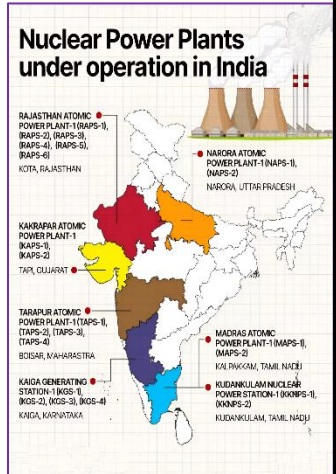 Nuclear Power Plants
under operation in India
RAJASTHAN ATOMIC
POWER PLANT-1 (RAPS-1),
(RAPS-2), (RAPS-3),
(RAPS-4), (RAPS-5),
(RAPS-6)
KOTA, RAJASTHAN
NARORA ATOMIC
POWER PLANT-1 (NAPS-1),
(NAPS-2)
NARORA, UTTAR PRADESH
KAKRAPAR ATOMIC
POWER PLANT-1
(KAPS-1),
(KAPS-2)
TAPI, GUJARAT
TARAPUR ATOMIC
POWER PLANT-1 (TAPS-1),
(TAPS-2), (TAPS-3),
(TAPS-4)
BOISAR, MAHARASTRA
MADRAS ATOMIC
POWER PLANT-1 (MAPS-1),
(MAPS-2)
KALPAKKAM, TAMIL NADU
KAIGA GENERATING
STATION-1 (KGS-1),
(KGS-2), (KGS-3), (KGS-4)
KAIGA, KARNATAKA
KUDANKULAM NUCLEAR
POWER STATION-1 (KKNPS-1),
(KKNPS-2)
KUDANKULAM, TAMIL NADU